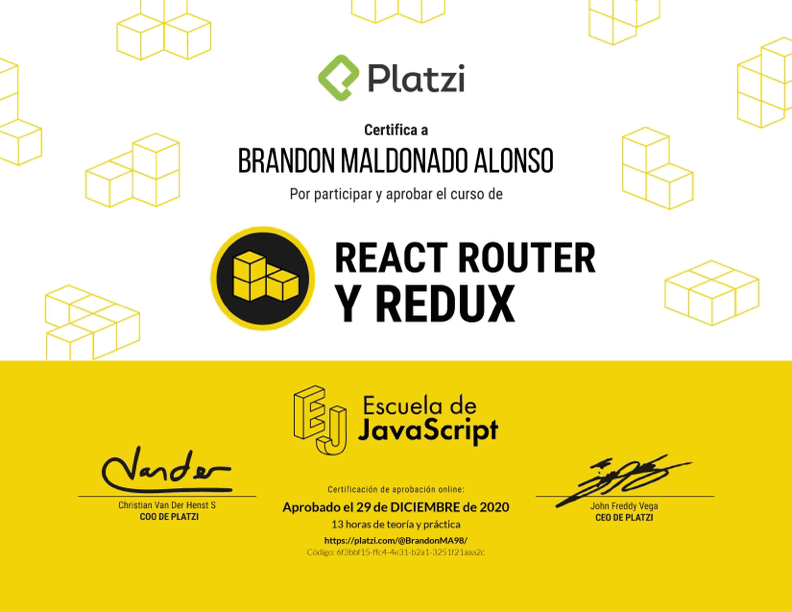 Platzi
Certifica a
BRANDON MALDONADO ALONSO
Por participar y aprobar el curso de
REACT ROUTER
Y REDUX
EJ
Escuela de
JavaScript
Vander
Christian Van Der Henst S
COO DE PLATZI
Certificación de aprobación online:
Aprobado el 29 de DICIEMBRE de 2020
13 horas de teoría y práctica
https://platzi.com/@BrandonMA98/
Código: 6f3bbf15-ffc4-4e31-b2a1-3251f21aaa2c
John Freddy Vega
CEO DE PLATZI